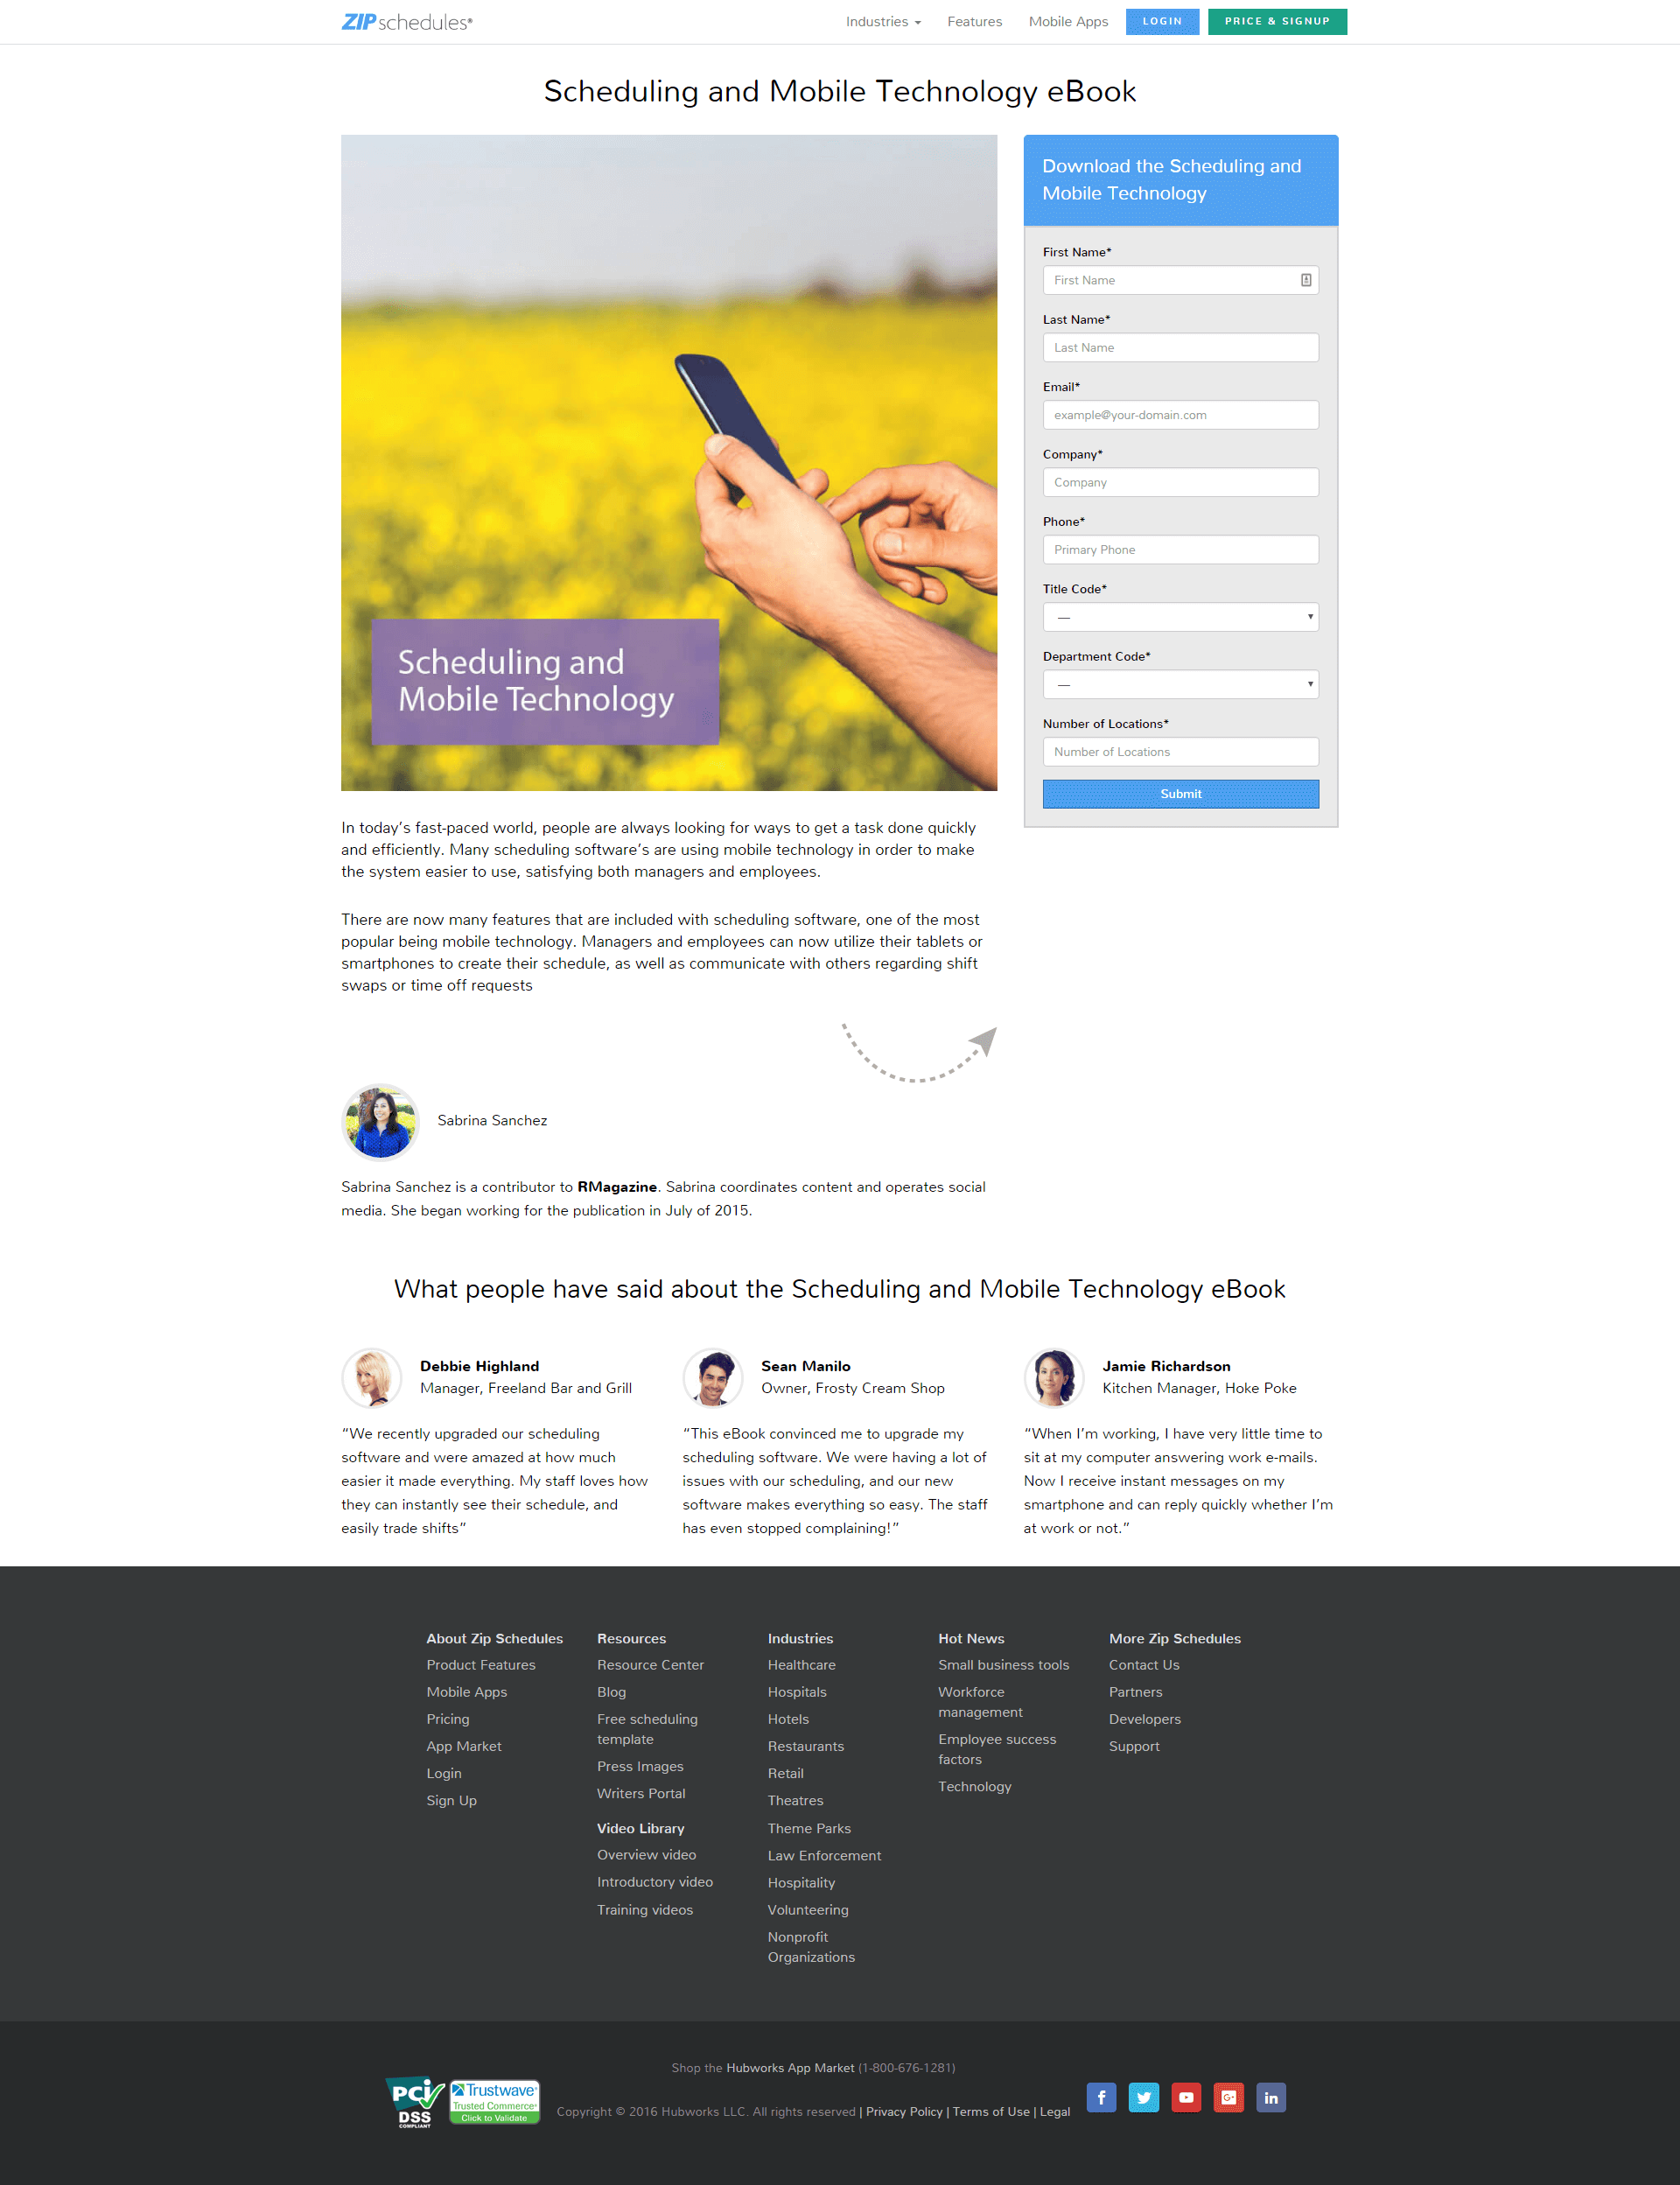 ZIPschedules®
Industries
Features
Mobile Apps
LOGIN
PRICE & SIGNUP
Scheduling and Mobile Technology eBook
Scheduling and
Mobile Technology
Download the Scheduling and
Mobile Technology
First Name*
First Name
Last Name*
Last Name
Email*
example@your-domain.com
Company*
Company
Phone*
Primary Phone
Title Code*
—
Department Code*
—
Number of Locations*
Number of Locations
Submit
In today’s fast-paced world, people are always looking for ways to get a task done quickly
and efficiently. Many scheduling software’s are using mobile technology in order to make
the system easier to use, satisfying both managers and employees.
There are now many features that are included with scheduling software, one of the most
popular being mobile technology. Managers and employees can now utilize their tablets or
smartphones to create their schedule, as well as communicate with others regarding shift
swaps or time off requests
Sabrina Sanchez
Sabrina Sanchez is a contributor to RMagazine. Sabrina coordinates content and operates social
media. She began working for the publication in July of 2015.
What people have said about the Scheduling and Mobile Technology eBook
Debbie Highland
Manager, Freeland Bar and Grill
“We recently upgraded our scheduling
software and were amazed at how much
easier it made everything. My staff loves how
they can instantly see their schedule, and
easily trade shifts”
Sean Manilo
Owner, Frosty Cream Shop
“This eBook convinced me to upgrade my
scheduling software. We were having a lot of
issues with our scheduling, and our new
software makes everything so easy. The staff
has even stopped complaining!”
Jamie Richardson
Kitchen Manager, Hoke Poke
“When I’m working, I have very little time to
sit at my computer answering work e-mails.
Now I receive instant messages on my
smartphone and can reply quickly whether I’m
at work or not.”
About Zip Schedules
Product Features
Mobile Apps
Pricing
App Market
Login
Sign Up
Resources
Resource Center
Blog
Free scheduling
template
Press Images
Writers Portal
Video Library
Overview video
Introductory video
Training videos
Industries
Healthcare
Hospitals
Hotels
Restaurants
Retail
Theatres
Theme Parks
Law Enforcement
Hospitality
Volunteering
Nonprofit
Organizations
Hot News
Small business tools
Workforce
management
Employee success
factors
Technology
More Zip Schedules
Contact Us
Partners
Developers
Support
PCI
DSS
COMPLIANT
Trustwave®
Trusted Commerce™
Click to Validate
Shop the Hubworks App Market (1-800-676-1281)
Copyright © 2016 Hubworks LLC. All rights reserved | Privacy Policy | Terms of Use | Legal
f
G+
in